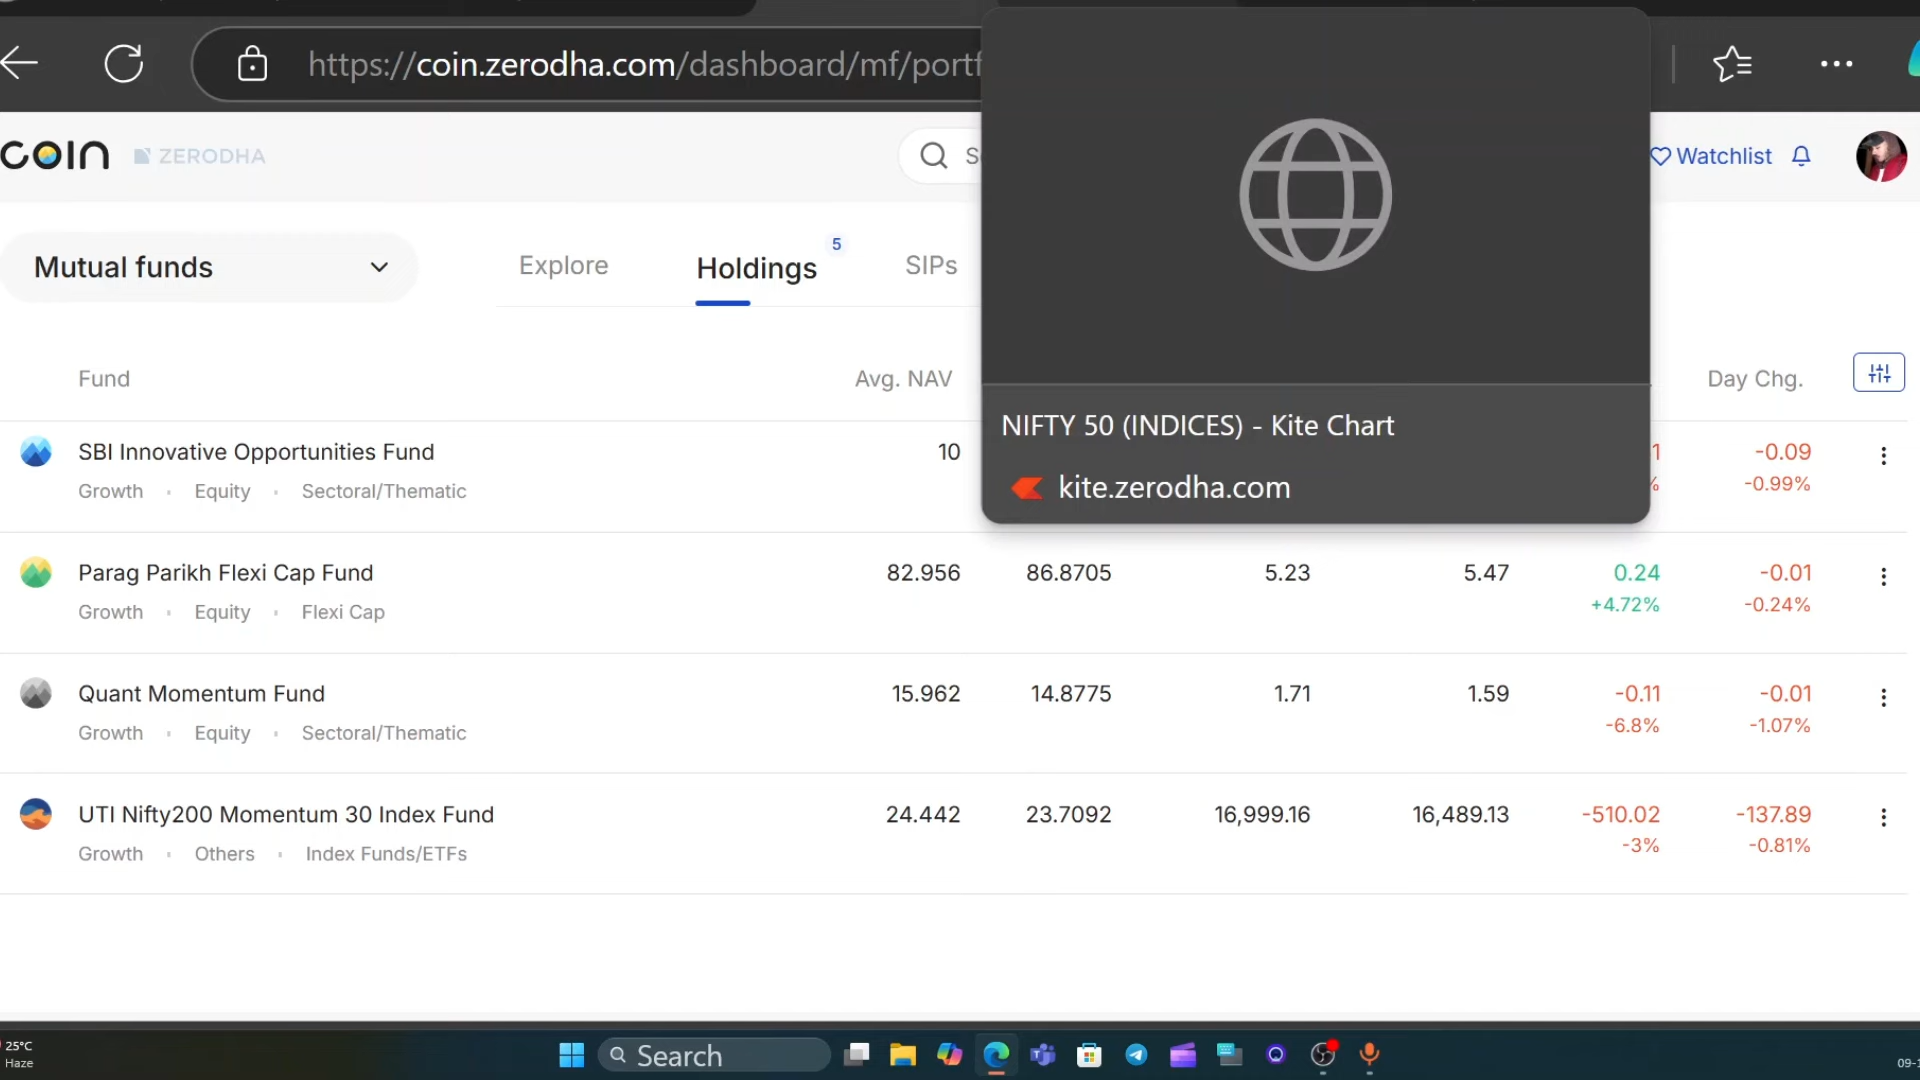 https://coin.zerodha.com/dashboard/mf/portf
coin ZERODHA
Watchlist
Mutual funds
Explore
Holdings 5
SIPs
NIFTY 50 (INDICES) - Kite Chart
kite.zerodha.com
Fund Avg. NAV Day Chg.
SBI Innovative Opportunities Fund 10 1 -0.09
Growth Equity Sectoral/Thematic % -0.99%
Parag Parikh Flexi Cap Fund 82.956 86.8705 5.23 5.47 0.24 -0.01
Growth Equity Flexi Cap +4.72% -0.24%
Quant Momentum Fund 15.962 14.8775 1.71 1.59 -0.11 -0.01
Growth Equity Sectoral/Thematic -6.8% -1.07%
UTI Nifty200 Momentum 30 Index Fund 24.442 23.7092 16,999.16 16,489.13 -510.02 -137.89
Growth Others Index Funds/ETFs -3% -0.81%
25°C
Haze
Search
09-